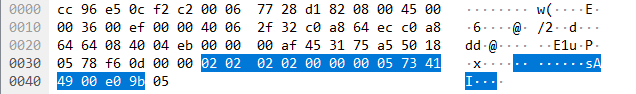 0000 cc 96 e5 0c f2 c2 00 06 77 28 d1 82 08 00 45 00 ········ w(····E·
0010 00 36 00 ef 00 00 40 06 2f 32 c0 a8 64 ec c0 a8 ·6····@· /2··d···
0020 64 64 08 40 04 eb 00 00 00 af 45 31 75 a5 50 18 dd·@···· ··E1u·P·
0030 05 78 f6 0d 00 00 02 02 02 02 00 00 00 05 73 41 ·x······ ······sA
0040 49 00 e0 9b 05 I····